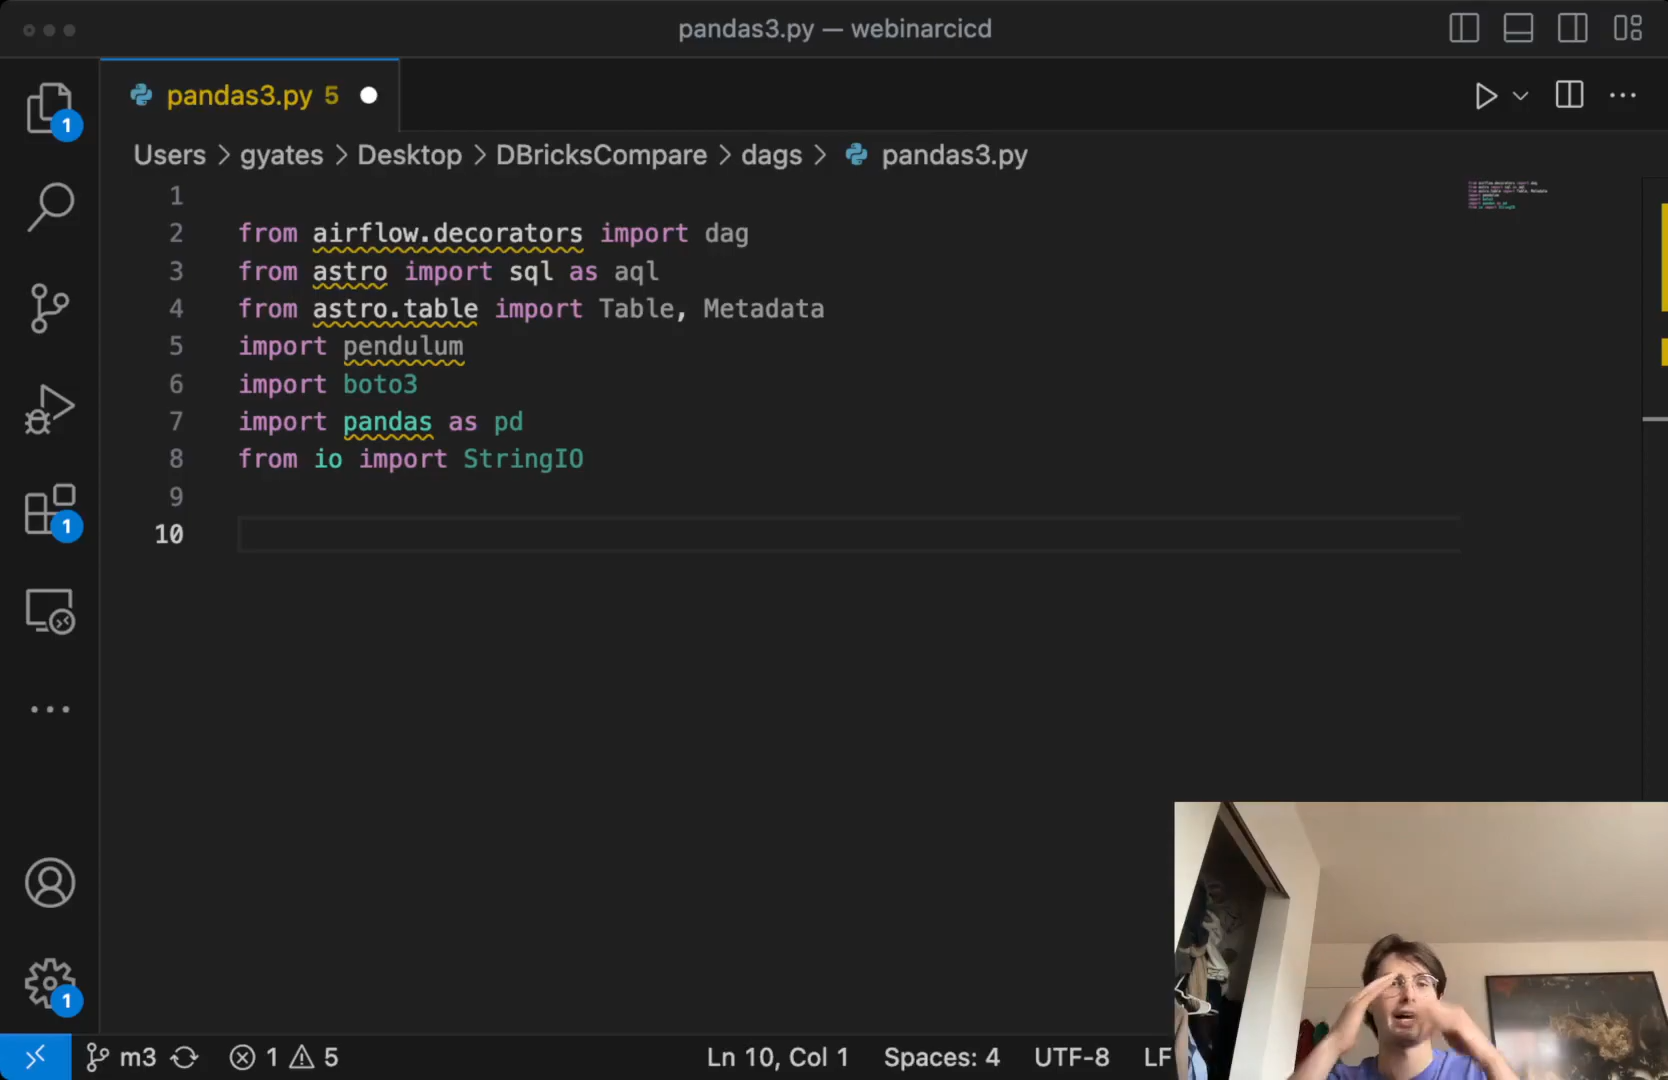 pandas3.py — webinarcicd
pandas3.py 5
Users > gyates > Desktop > DBricksCompare > dags > pandas3.py
1
2 from airflow.decorators import dag
3 from astro import sql as aql
4 from astro.table import Table, Metadata
5 import pendulum
6 import boto3
7 import pandas as pd
8 from io import StringIO
9
10
1
1
1
m3 1 5 Ln 10, Col 1 Spaces: 4 UTF-8 LF